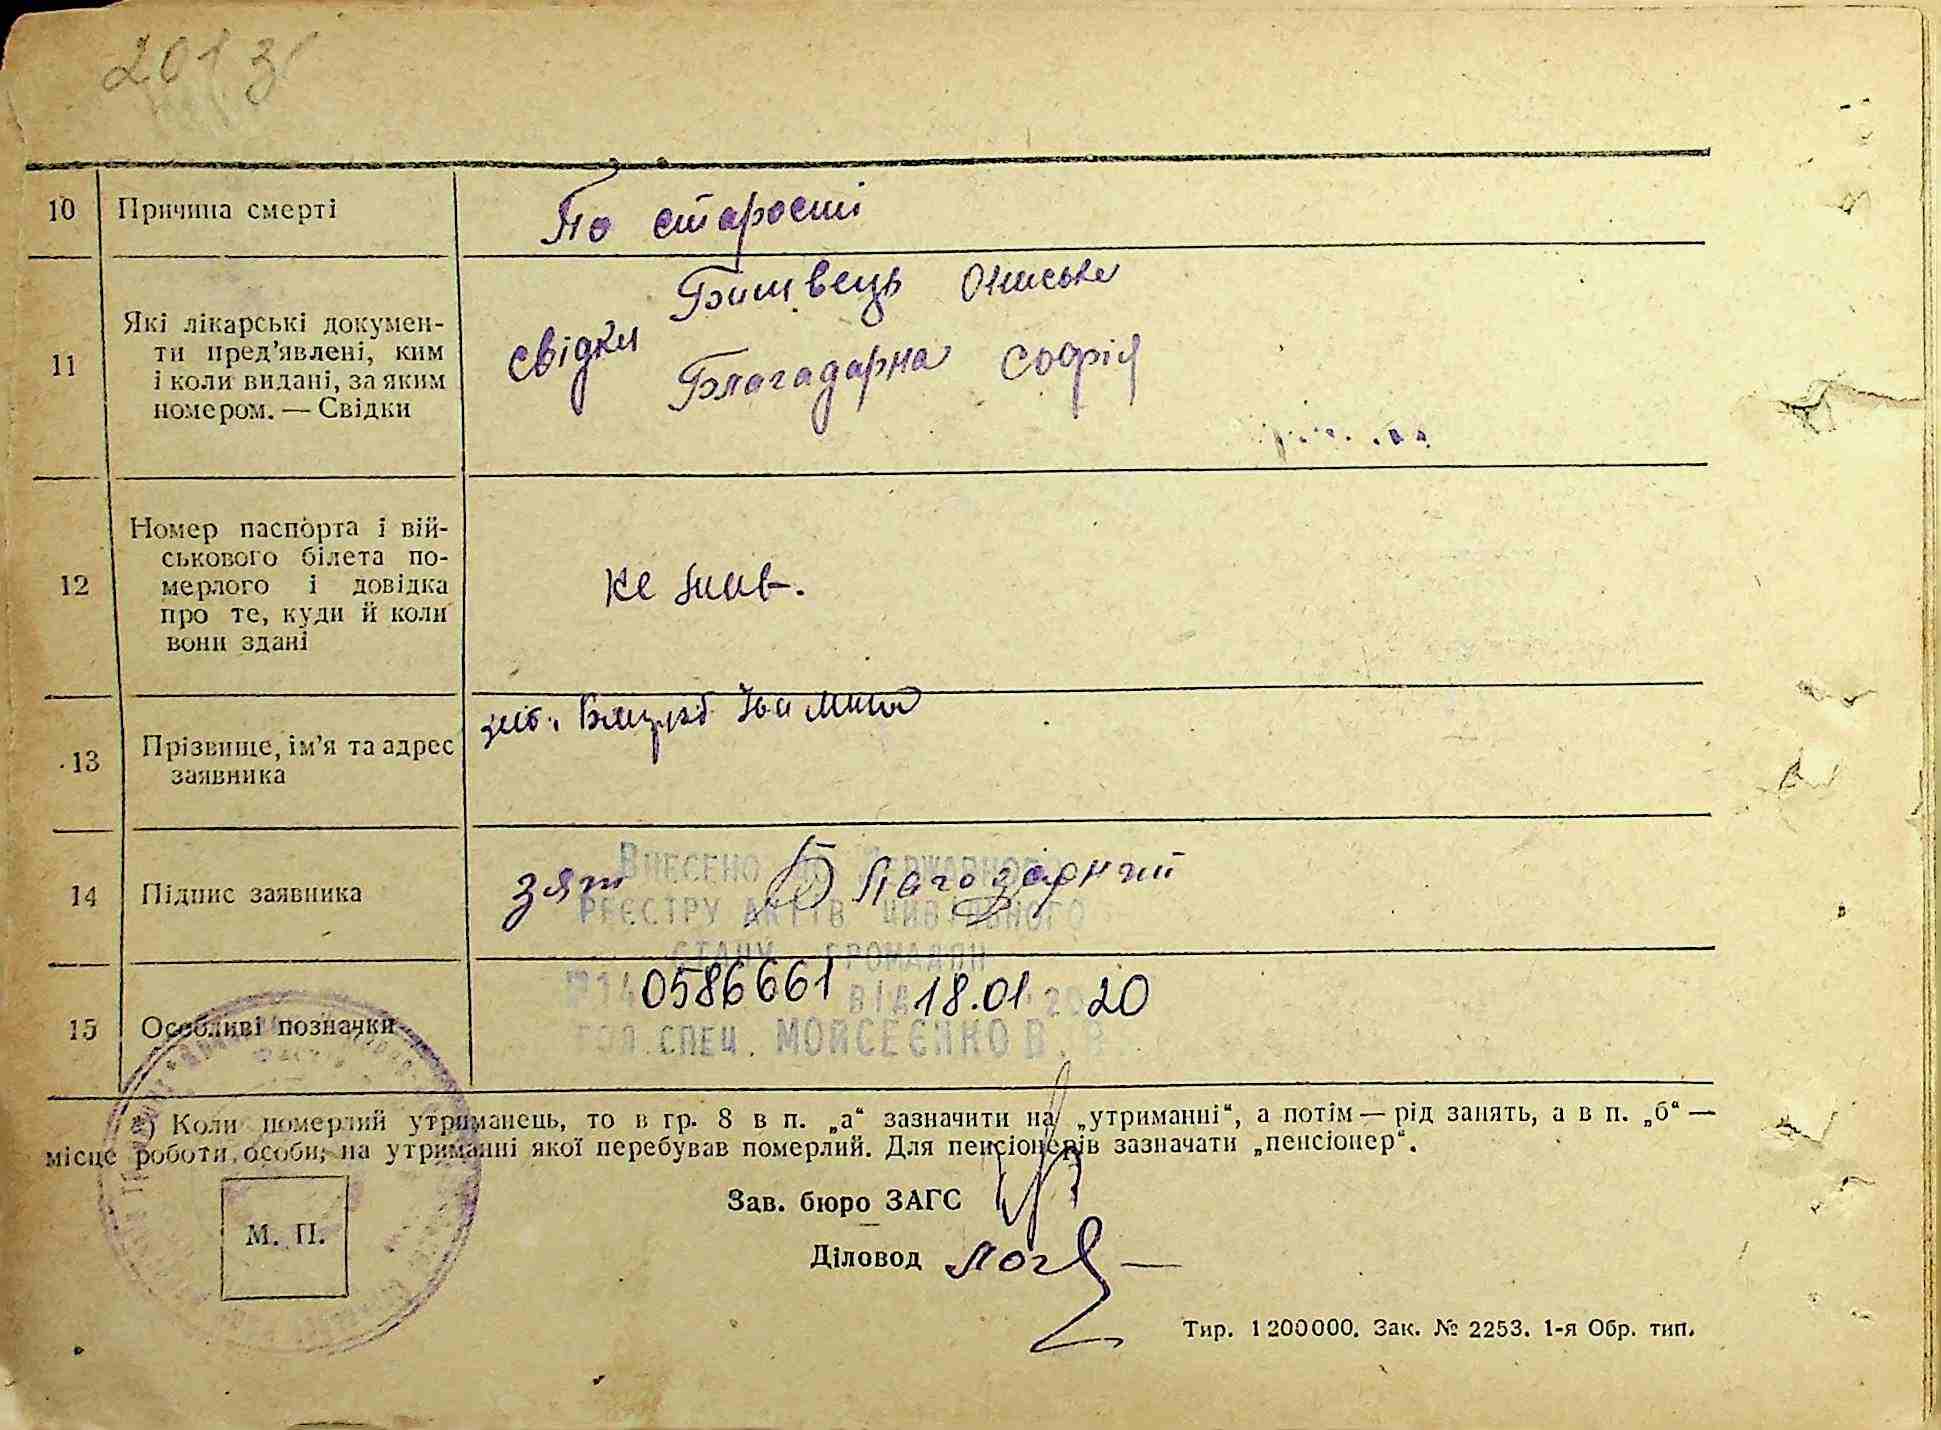 2013
10 Причина смерті По старості
11 Які лікарські докумен-
ти пред'явлені, ким
і коли видані, за яким
номером. — Свідки
свідки
Онисько
Благадарна Софія
12 Номер паспорта і вій-
ськового білета по-
мерлого і довідка
про те, куди й коли
вони здані
не мав.
13 Прізвище, ім'я та адрес
заявника
14 Підпис заявника зят Благодарний
Внесено до Державного
реєстру актів цивільного
стану громадян
0586661 від 18.01 2020
гол. спец. Мойсеєнко В. В.
15 Особливі позначки
*) Коли померлий утриманець, то в гр. 8 в п. „а“ зазначити на „утриманні“, а потім — рід занять, а в п. „б“ —
місце роботи особи, на утриманні якої перебував померлий. Для пенсіонерів зазначати „пенсіонер“.
Зав. бюро ЗАГС
М. П.
Діловод
Тир. 1200000. Зак. № 2253. 1-я Обр. тип.